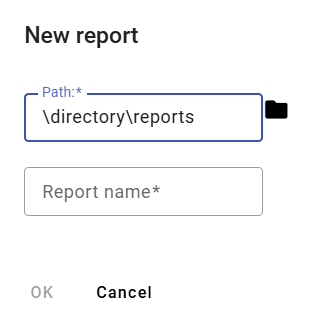 New report
Path:*
\directory\reports
Report name*
OK
Cancel